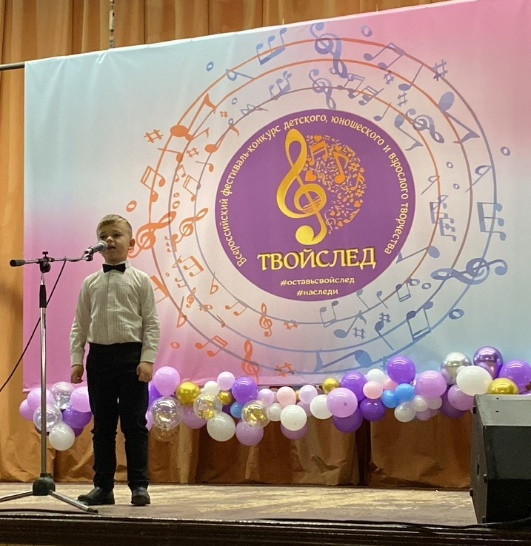 Всероссийский фестиваль-конкурс детского, юношеского и взрослого творчества
ТВОЙСЛЕД
#оставьсвойслед
#наследи